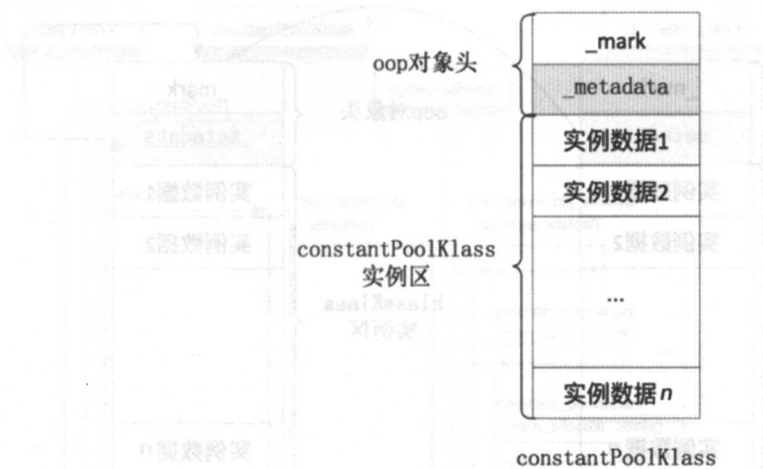 _mark
oop对象头
_metadata
实例数据1
实例数据2
constantPoolKlass
实例区
...
实例数据n
constantPoolKlass